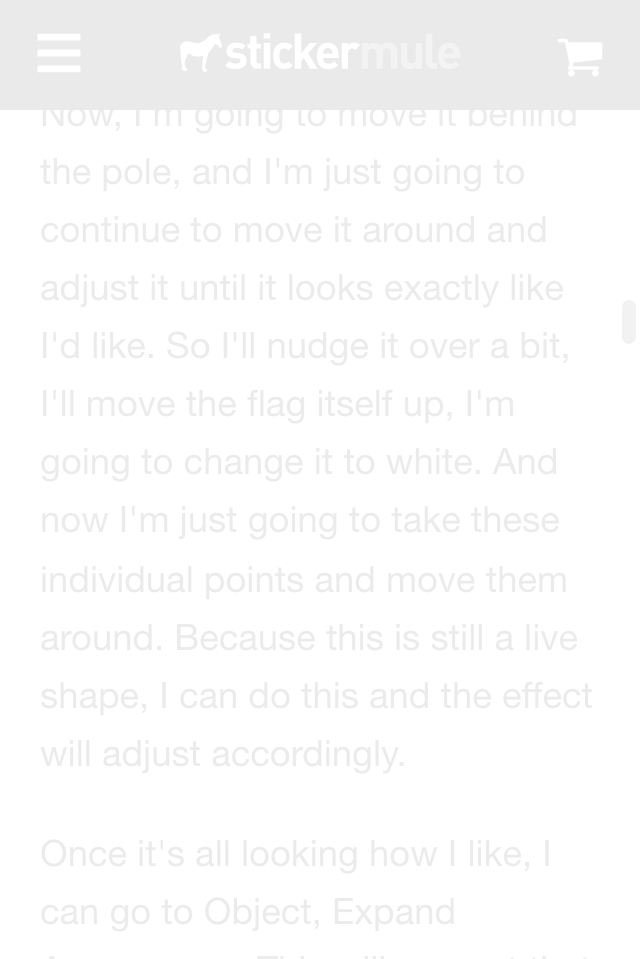 stickermule
Now, I'm going to move it behind
the pole, and I'm just going to
continue to move it around and
adjust it until it looks exactly like
I'd like. So I'll nudge it over a bit,
I'll move the flag itself up, I'm
going to change it to white. And
now I'm just going to take these
individual points and move them
around. Because this is still a live
shape, I can do this and the effect
will adjust accordingly.
Once it's all looking how I like, I
can go to Object, Expand